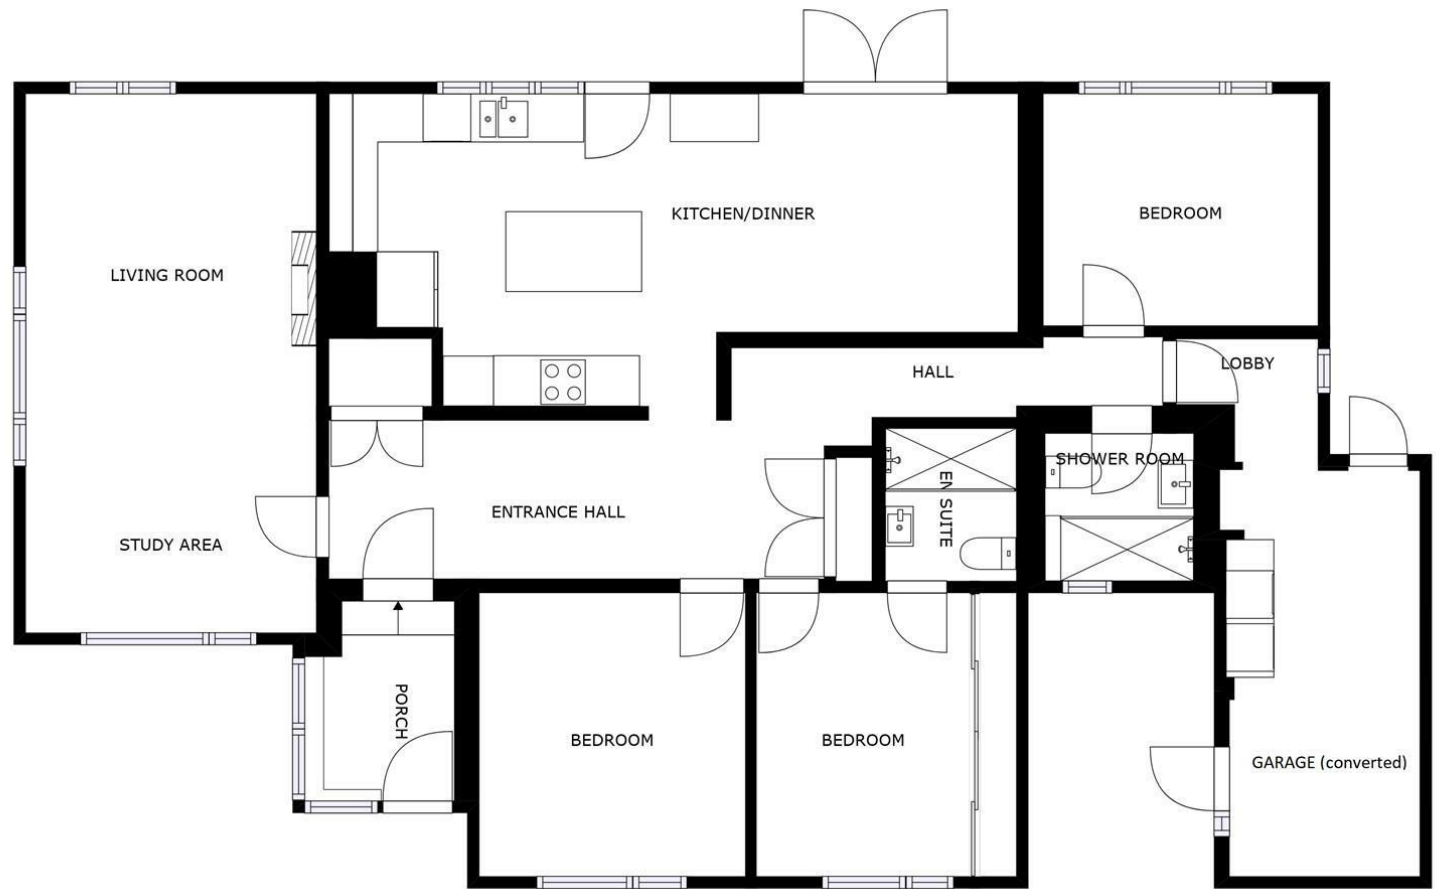 KITCHEN/DINNER
BEDROOM
LIVING ROOM
HALL
LOBBY
SHOWER ROOM
EN SUITE
ENTRANCE HALL
STUDY AREA
PORCH
BEDROOM
BEDROOM
GARAGE (converted)